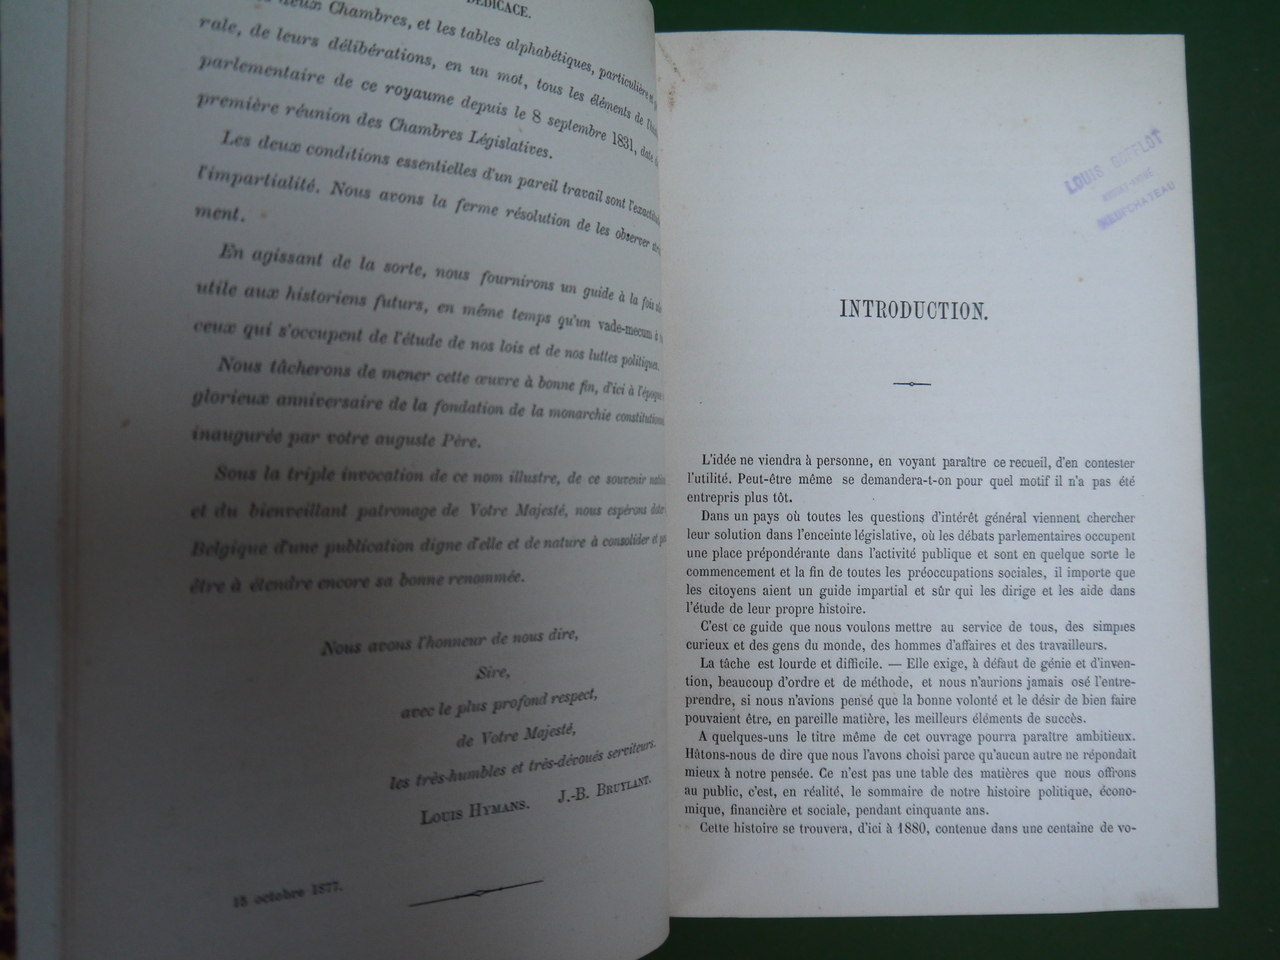 DÉDICACE.
deux Chambres, et les tables alphabétiques, particulière et
rale, de leurs délibérations, en un mot, tous les éléments de
parlementaire de ce royaume depuis le 8 septembre 1831, date
première réunion des Chambres Législatives.
Les deux conditions essentielles d'un pareil travail sont
l'impartialité. Nous avons la ferme résolution de les observer
ment.
En agissant de la sorte, nous fournirons un guide à la fois
utile aux historiens futurs, en même temps qu'un vade-mecum à
ceux qui s'occupent de l'étude de nos lois et de nos luttes politiques.
Nous tâcherons de mener cette œuvre à bonne fin, d'ici à l'époque
glorieux anniversaire de la fondation de la monarchie
inaugurée par votre auguste Père.
Sous la triple invocation de ce nom illustre, de ce souvenir
et du bienveillant patronage de Votre Majesté, nous espérons doter
Belgique d'une publication digne d'elle et de nature à consolider et
être à étendre encore sa bonne renommée.
Nous avons l'honneur de nous dire,
Sire,
avec le plus profond respect,
de Votre Majesté,
les très-humbles et très-dévoués serviteurs.
Louis Hymans. J.-B. Bruylant.
15 octobre 1877.
LOUIS GOFFLOT
NEUFCHATEAU
INTRODUCTION.
L'idée ne viendra à personne, en voyant paraître ce recueil, d'en contester
l'utilité. Peut-être même se demandera-t-on pour quel motif il n'a pas été
entrepris plus tôt.
Dans un pays où toutes les questions d'intérêt général viennent chercher
leur solution dans l'enceinte législative, où les débats parlementaires occupent
une place prépondérante dans l'activité publique et sont en quelque sorte le
commencement et la fin de toutes les préoccupations sociales, il importe que
les citoyens aient un guide impartial et sûr qui les dirige et les aide dans
l'étude de leur propre histoire.
C'est ce guide que nous voulons mettre au service de tous, des simples
curieux et des gens du monde, des hommes d'affaires et des travailleurs.
La tâche est lourde et difficile. — Elle exige, à défaut de génie et d'inven-
tion, beaucoup d'ordre et de méthode, et nous n'aurions jamais osé l'entre-
prendre, si nous n'avions pensé que la bonne volonté et le désir de bien faire
pouvaient être, en pareille matière, les meilleurs éléments de succès.
A quelques-uns le titre même de cet ouvrage pourra paraître ambitieux.
Hâtons-nous de dire que nous l'avons choisi parce qu'aucun autre ne répondait
mieux à notre pensée. Ce n'est pas une table des matières que nous offrons
au public, c'est, en réalité, le sommaire de notre histoire politique, écono-
mique, financière et sociale, pendant cinquante ans.
Cette histoire se trouvera, d'ici à 1880, contenue dans une centaine de vo-